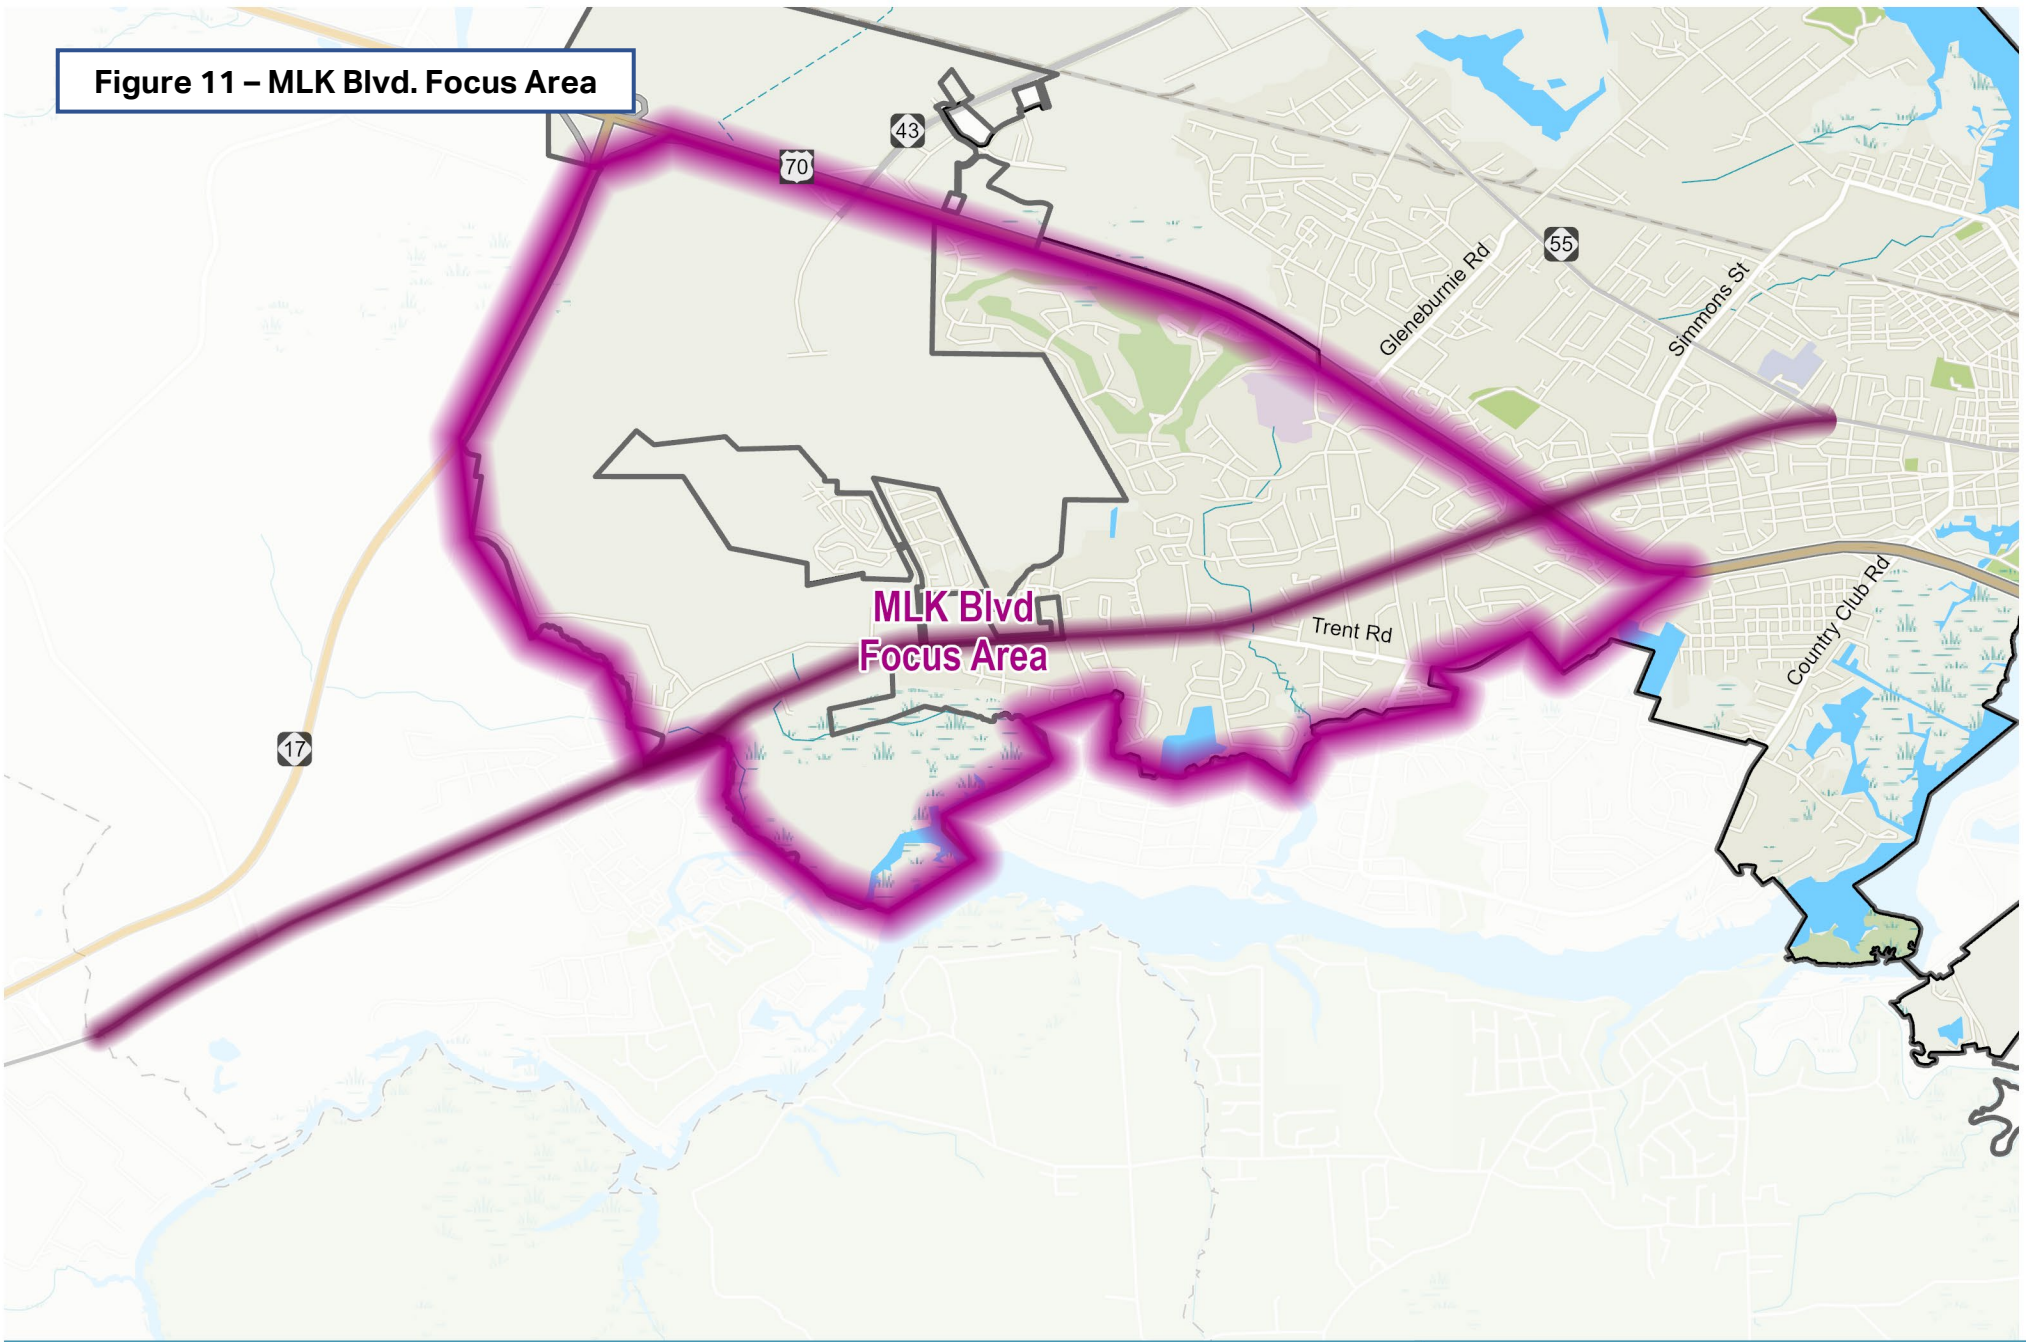 Figure 11 – MLK Blvd. Focus Area
43
70
55
Gleneburnie Rd
Simmons St
MLK Blvd
Focus Area
Trent Rd
Country Club Rd
17